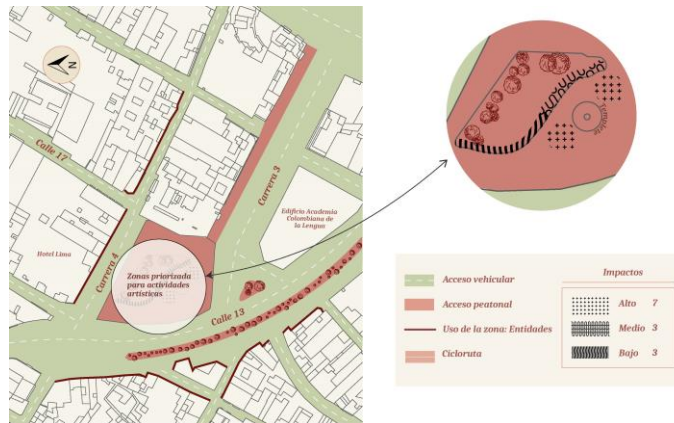 N
Calle 17
Carrera 4
Carrera 3
Hotel Lima
Edificio Academia
Colombiana de
la Lengua
Zonas priorizada
para actividades
artísticas
Calle 13
Acceso vehicular
Acceso peatonal
Uso de la zona: Entidades
Cicloruta
Impactos
Alto 7
Medio 3
Bajo 3